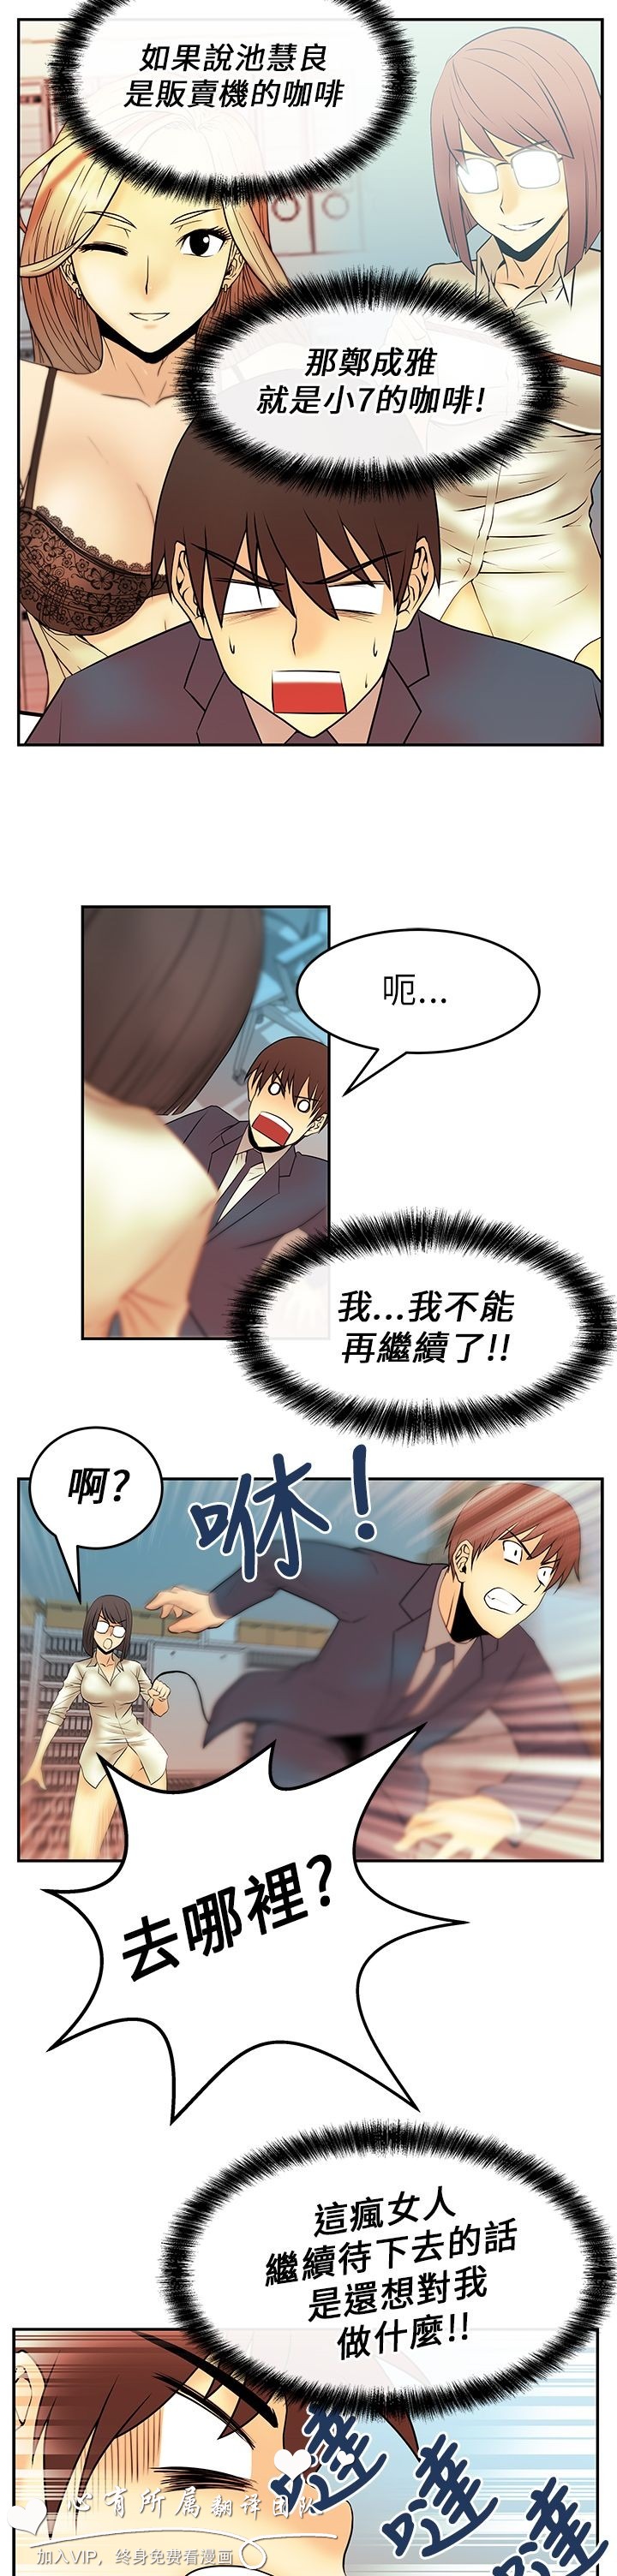 如果說池慧良
是販賣機的咖啡
那鄭成雅
就是小7的咖啡!
呃...
我...我不能
再繼續了!!
啊?
咻!
去哪裡?
這瘋女人
繼續待下去的話
是還想對我
做什麼!!
噠
噠
噠
心有所属翻译团队
加入VIP，终身免费看漫画